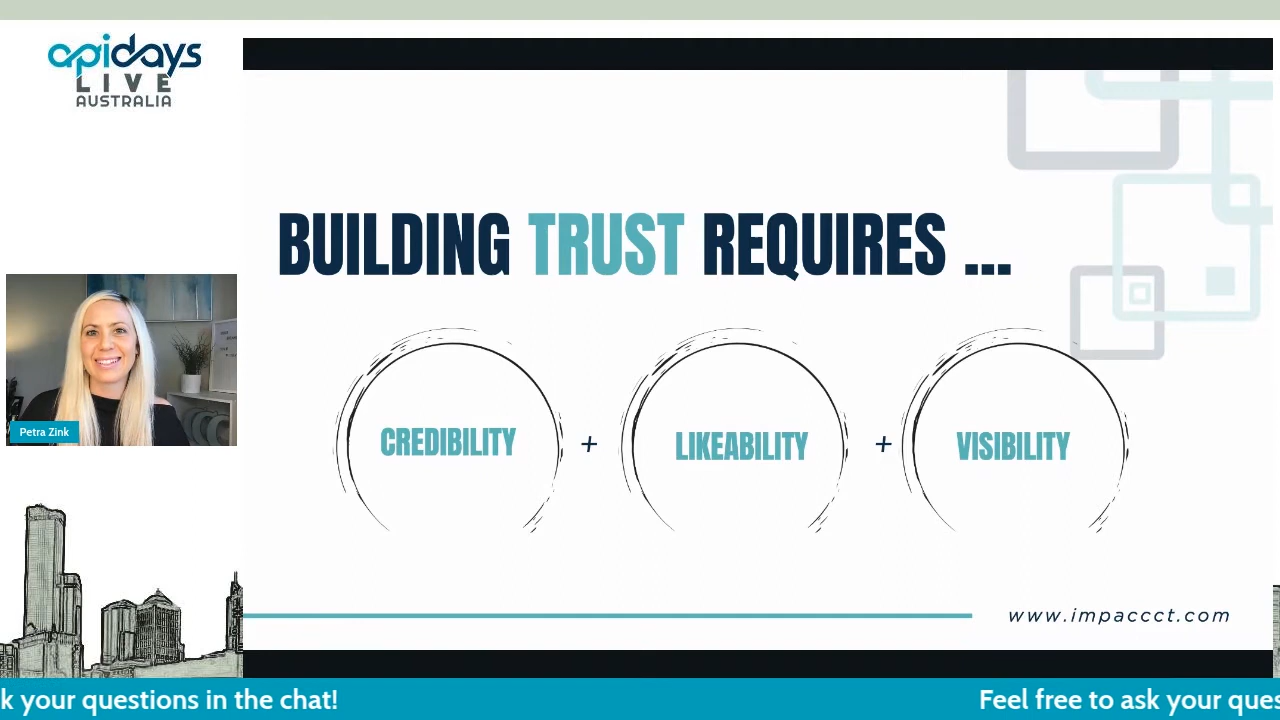 apidays
LIVE
AUSTRALIA
BUILDING TRUST REQUIRES ...
CREDIBILITY + LIKEABILITY + VISIBILITY
Petra Zink
www.impaccct.com
k your questions in the chat!
Feel free to ask your ques